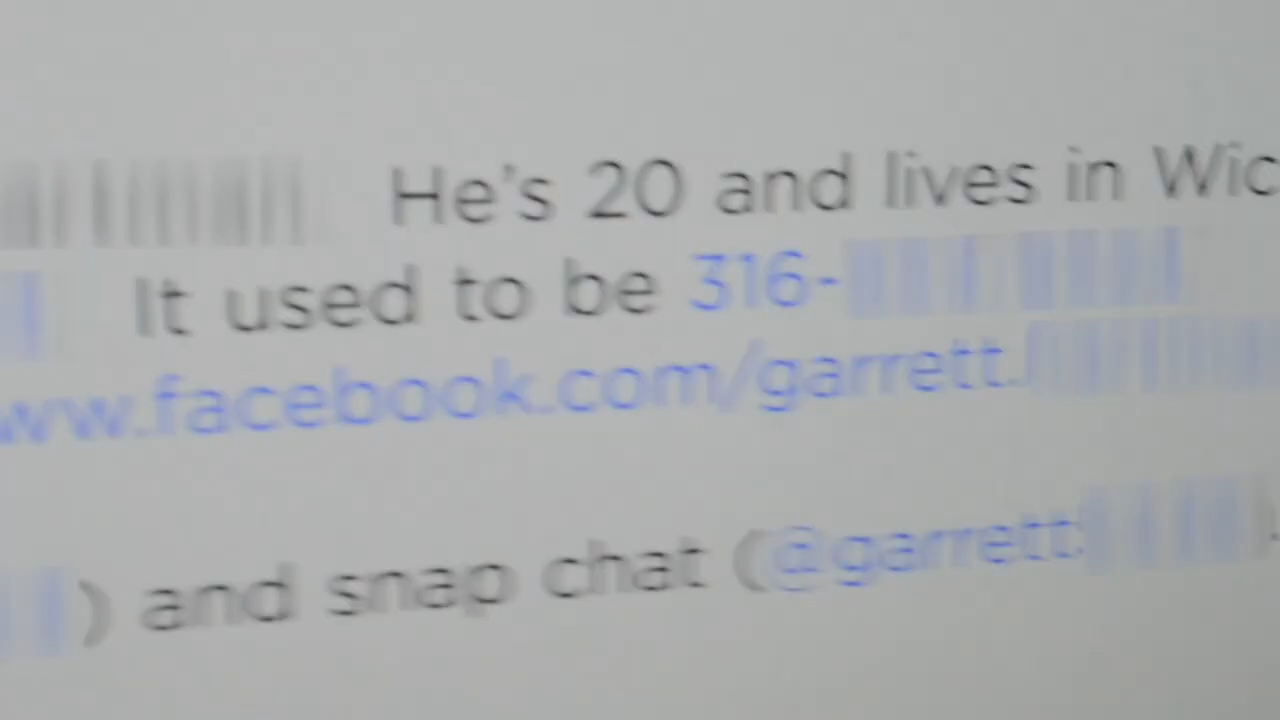 He's 20 and lives in Wic
It used to be 316-
ww.facebook.com/garrett.
) and snap chat (@garrett